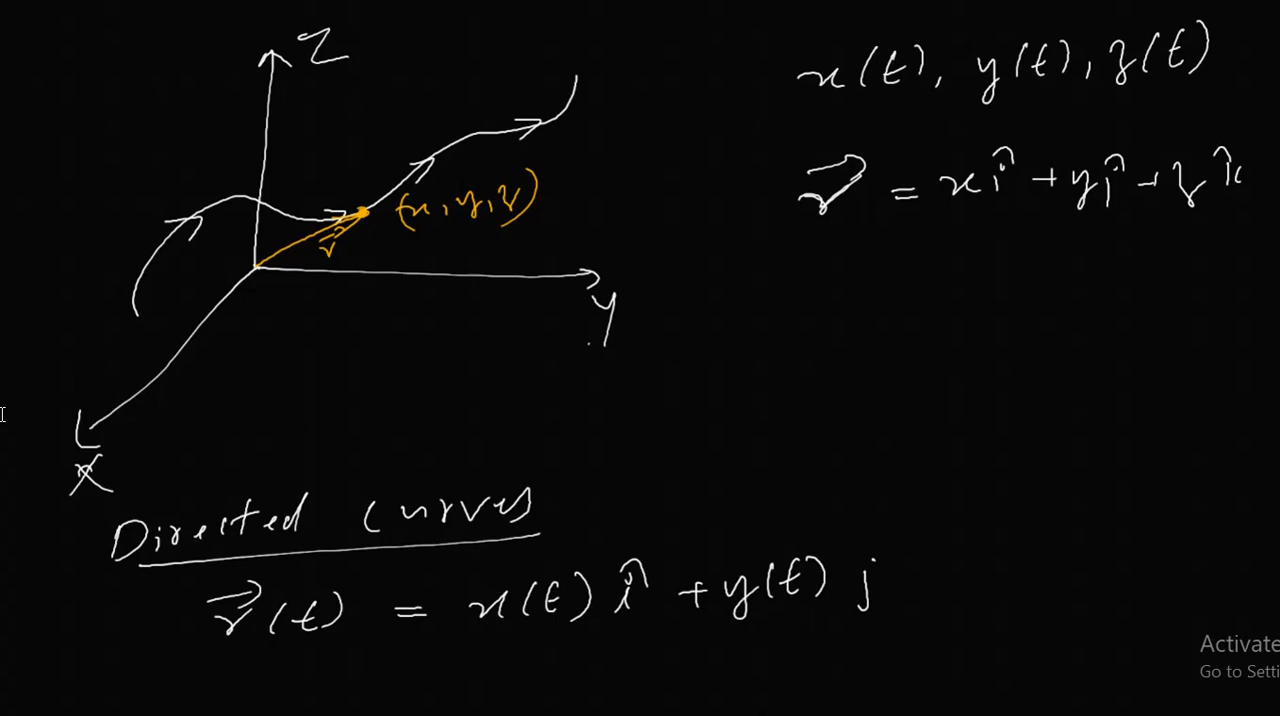 Z
x(t), y(t), z(t)
r⃗ = xî + yĵ + zk̂
(x, y, z)
r⃗
Y
X
Directed curves
r⃗(t) = x(t) î + y(t) j
Activate
Go to Setti